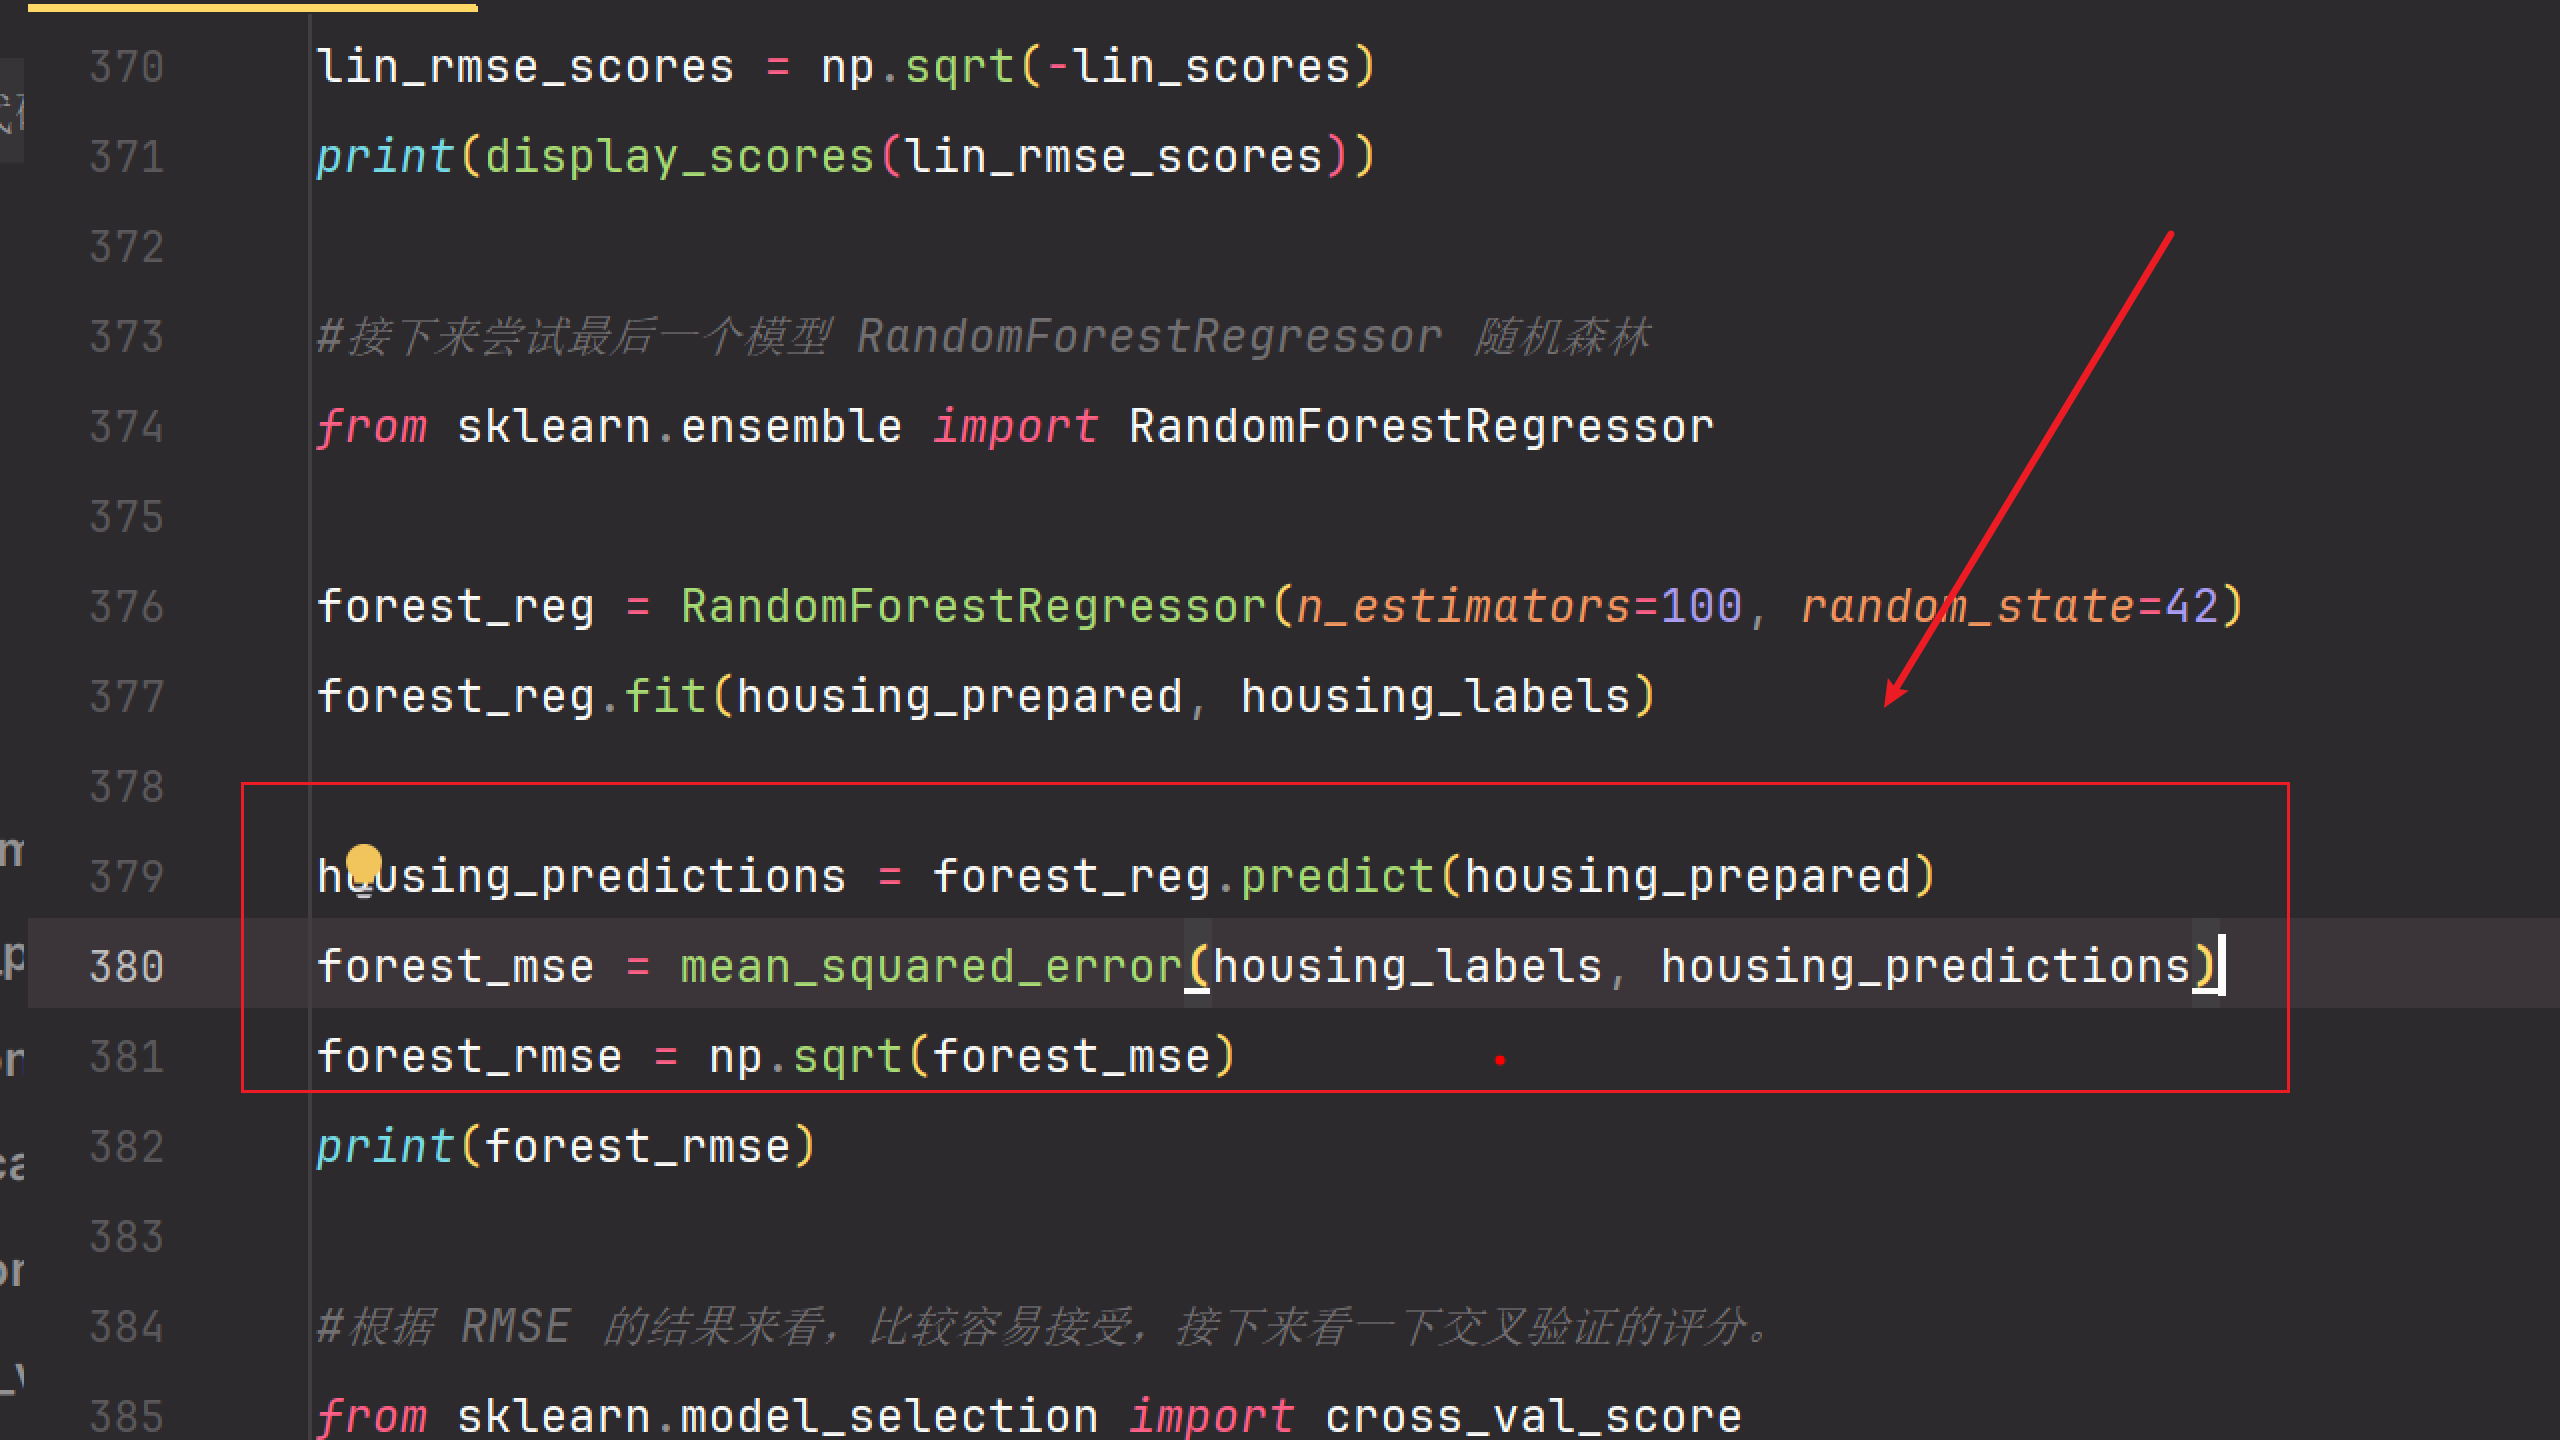 370 lin_rmse_scores = np.sqrt(-lin_scores)
371 print(display_scores(lin_rmse_scores))
372
373 #接下来尝试最后一个模型 RandomForestRegressor 随机森林
374 from sklearn.ensemble import RandomForestRegressor
375
376 forest_reg = RandomForestRegressor(n_estimators=100, random_state=42)
377 forest_reg.fit(housing_prepared, housing_labels)
378
379 housing_predictions = forest_reg.predict(housing_prepared)
380 forest_mse = mean_squared_error(housing_labels, housing_predictions)
381 forest_rmse = np.sqrt(forest_mse)
382 print(forest_rmse)
383
384 #根据 RMSE 的结果来看，比较容易接受，接下来看一下交叉验证的评分。
385 from sklearn.model_selection import cross_val_score